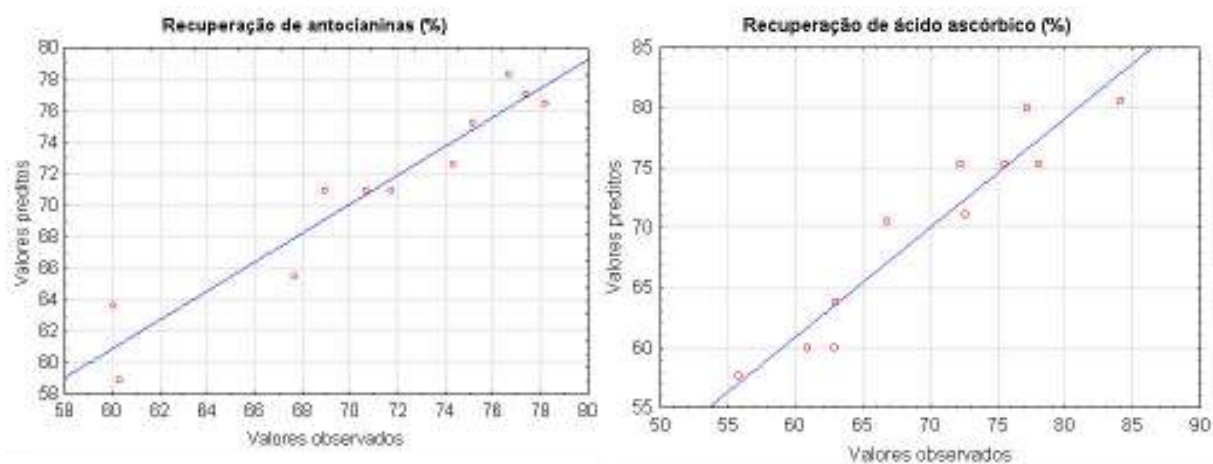 Recuperação de antocianinas (%)
80
78
76
74
72
70
68
66
64
62
60
58
Valores preditos
58 60 62 64 66 68 70 72 74 76 78 80
Valores observados
Recuperação de ácido ascórbico (%)
85
80
75
70
65
60
55
Valores preditos
50 55 60 65 70 75 80 85 90
Valores observados